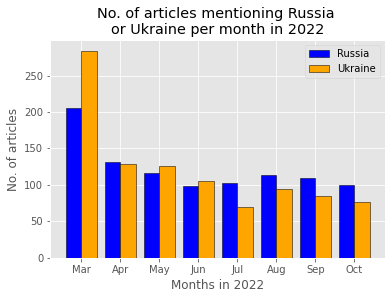 No. of articles mentioning Russia
or Ukraine per month in 2022
Russia
Ukraine
No. of articles
250
200
150
100
50
0
Mar Apr May Jun Jul Aug Sep Oct
Months in 2022